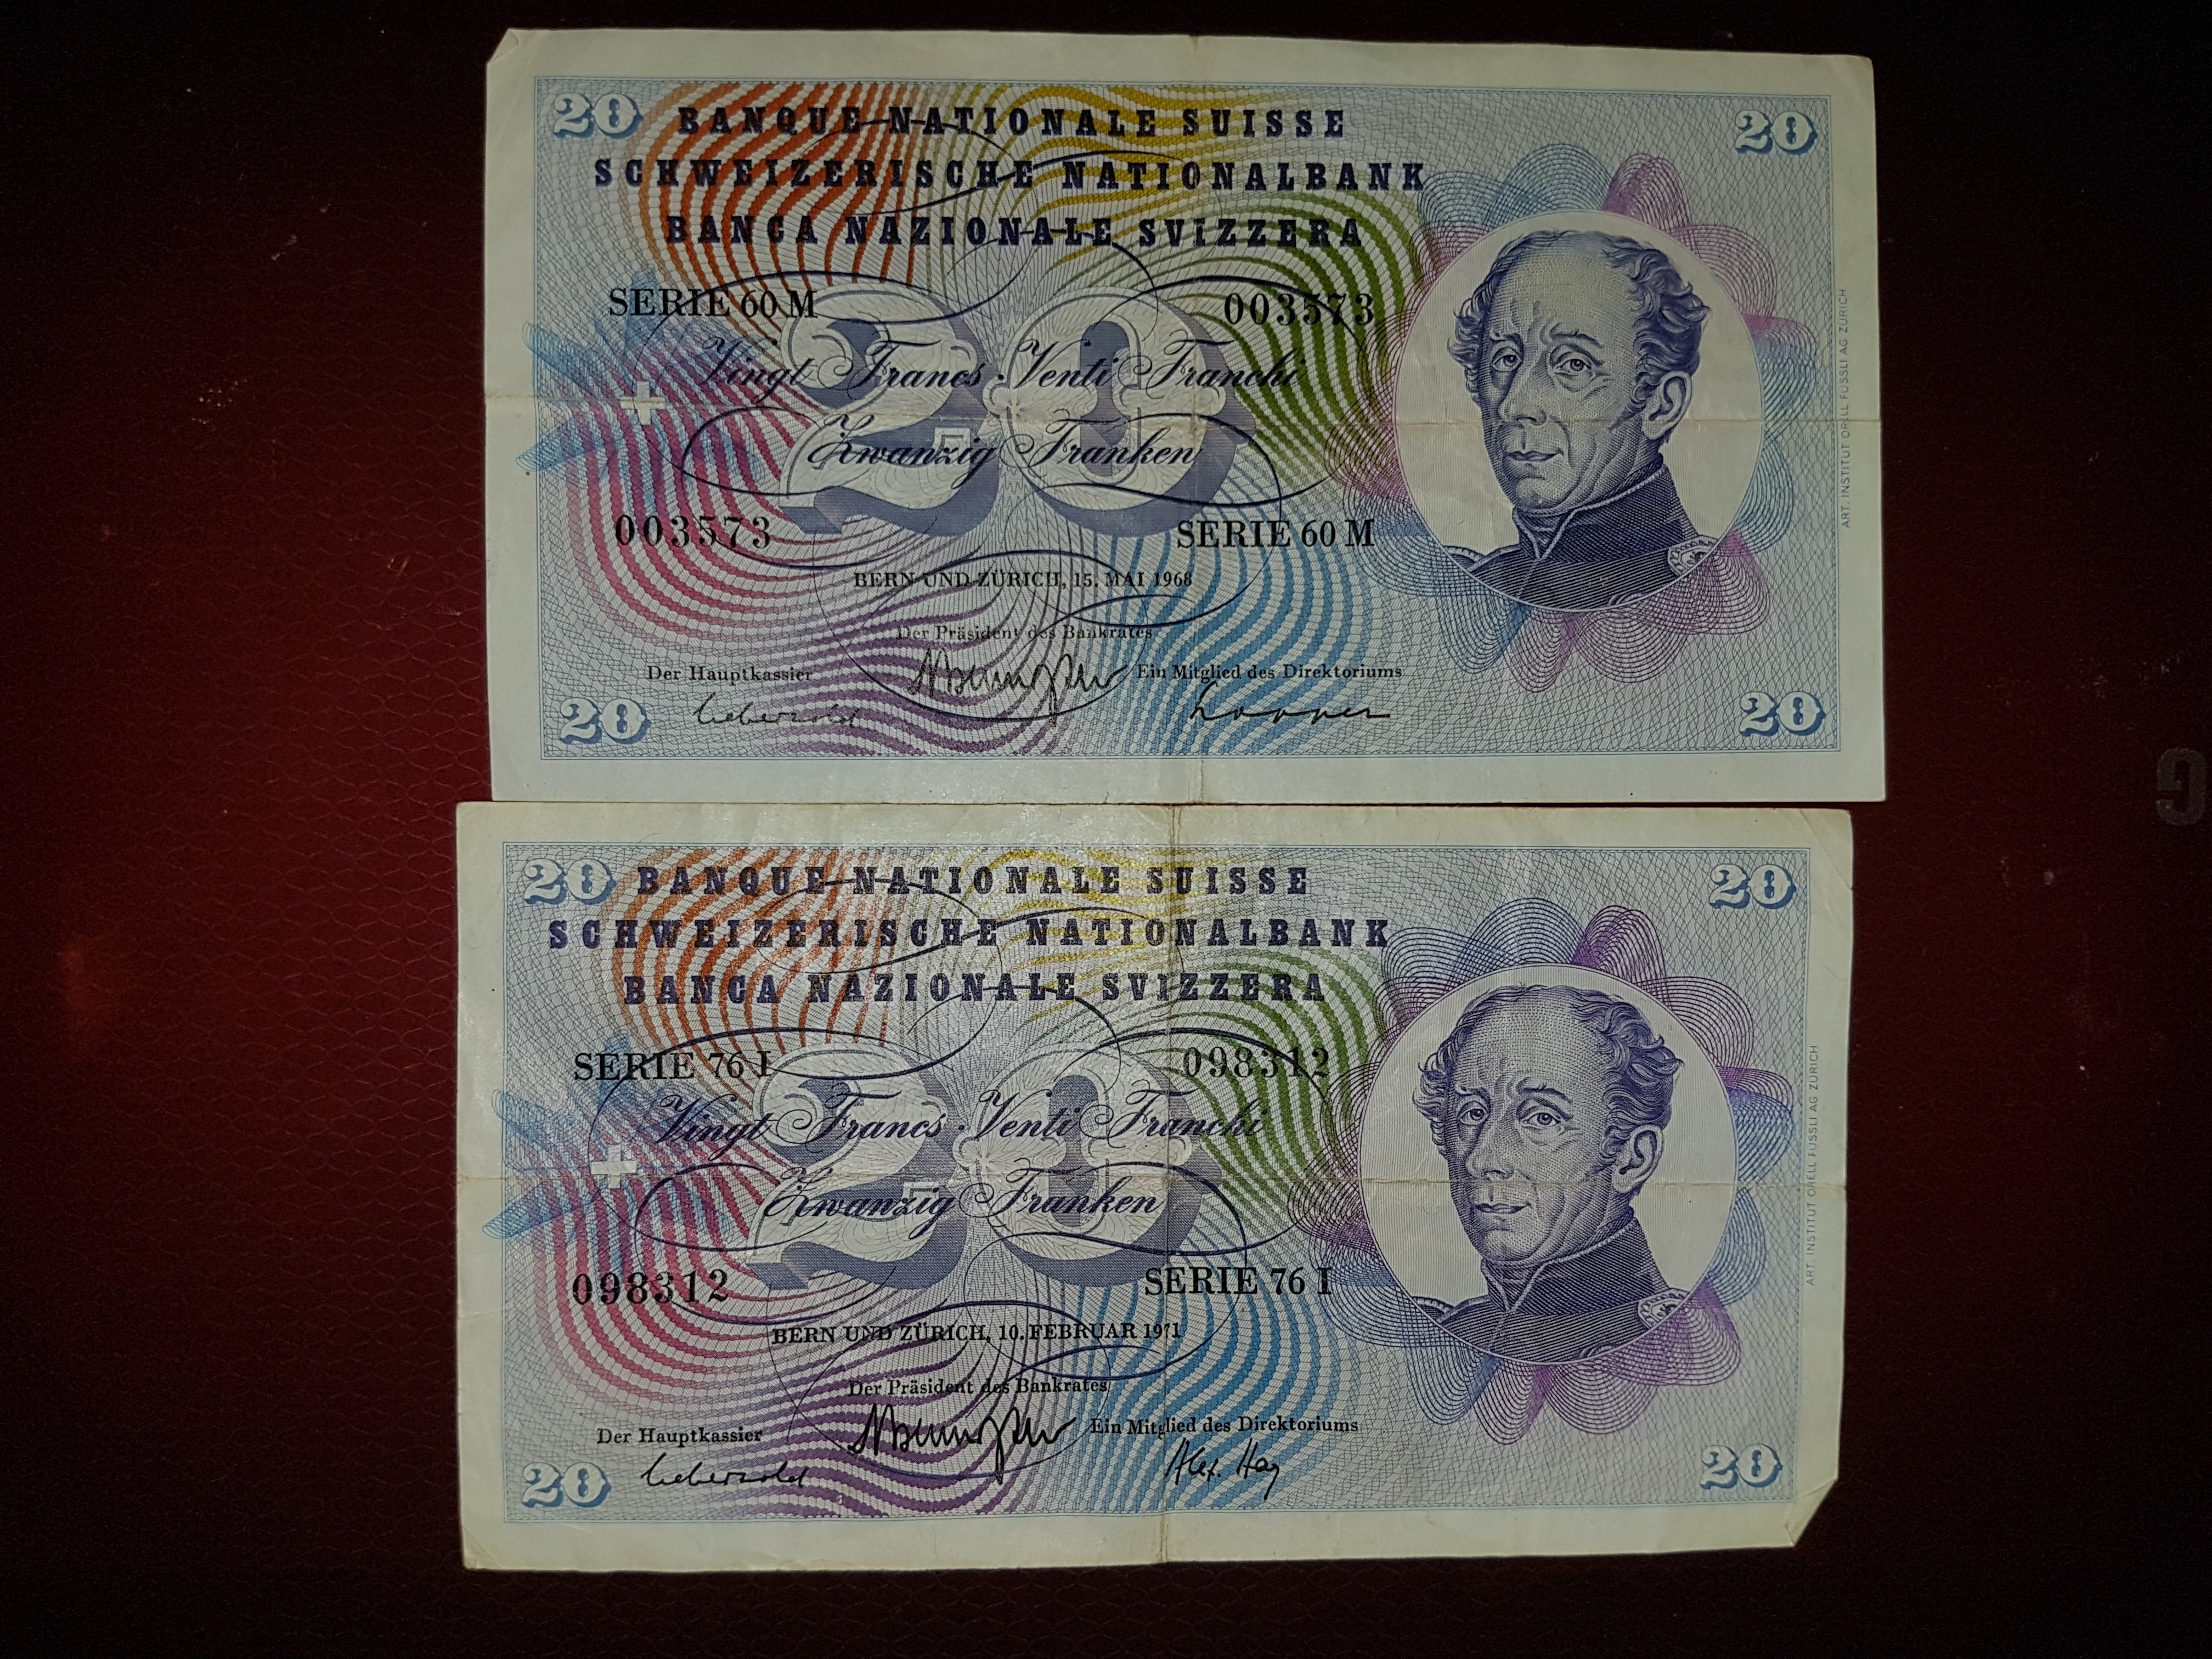 20 BANQUE NATIONALE SUISSE 20
SCHWEIZERISCHE NATIONALBANK
BANCA NAZIONALE SVIZZERA
SERIE 60 M 003573
Vingt Francs Venti Franchi
20
Zwanzig Franken
003573 SERIE 60 M
BERN UND ZÜRICH, 15. MAI 1968
Der Präsident des Bankrates
Der Hauptkassier Ein Mitglied des Direktoriums
20 20
ART. INSTITUT ORELL FÜSSLI AG ZÜRICH
20 BANQUE NATIONALE SUISSE 20
SCHWEIZERISCHE NATIONALBANK
BANCA NAZIONALE SVIZZERA
SERIE 76 I 098312
Vingt Francs Venti Franchi
20
Zwanzig Franken
098312 SERIE 76 I
BERN UND ZÜRICH, 10. FEBRUAR 1971
Der Präsident des Bankrates
Der Hauptkassier Ein Mitglied des Direktoriums
Alex. Hay
20 20
ART. INSTITUT ORELL FÜSSLI AG ZÜRICH
G